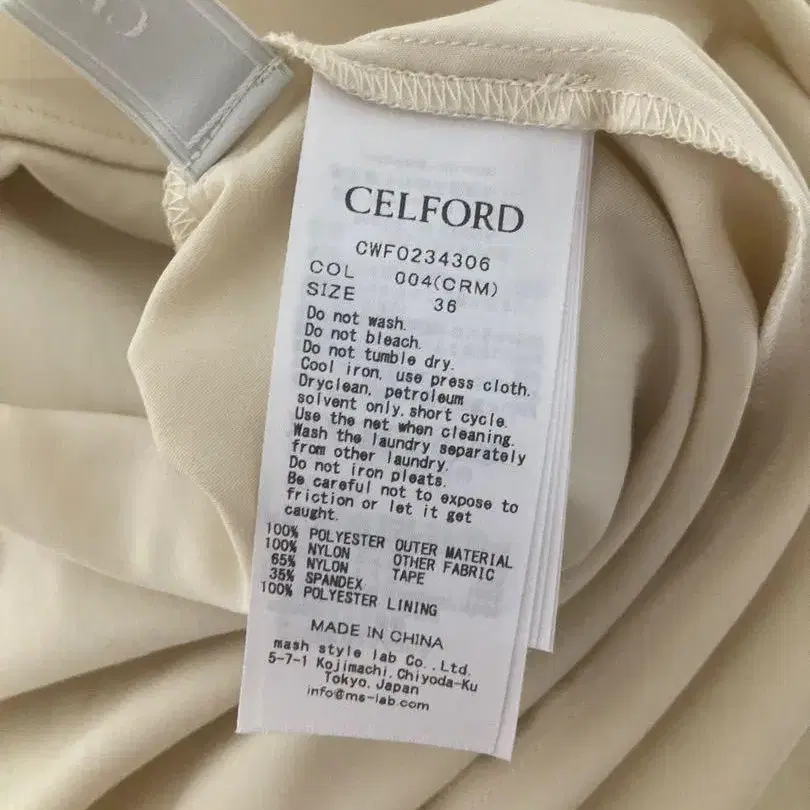 CELFORD
CWF0234306
COL 004(CRM)
SIZE 36
Do not wash.
Do not bleach.
Do not tumble dry.
Cool iron, use press cloth.
Dryclean, petroleum
solvent only, short cycle.
Use the net when cleaning.
Wash the laundry separately
from other laundry.
Do not iron pleats.
Be careful not to expose to
friction or let it get
caught.
100% POLYESTER OUTER MATERIAL
100% NYLON OTHER FABRIC
65% NYLON TAPE
35% SPANDEX
100% POLYESTER LINING
MADE IN CHINA
mash style lab Co.,Ltd.
5-7-1 Kojimachi, Chiyoda-Ku
Tokyo, Japan
info@ms-lab.com